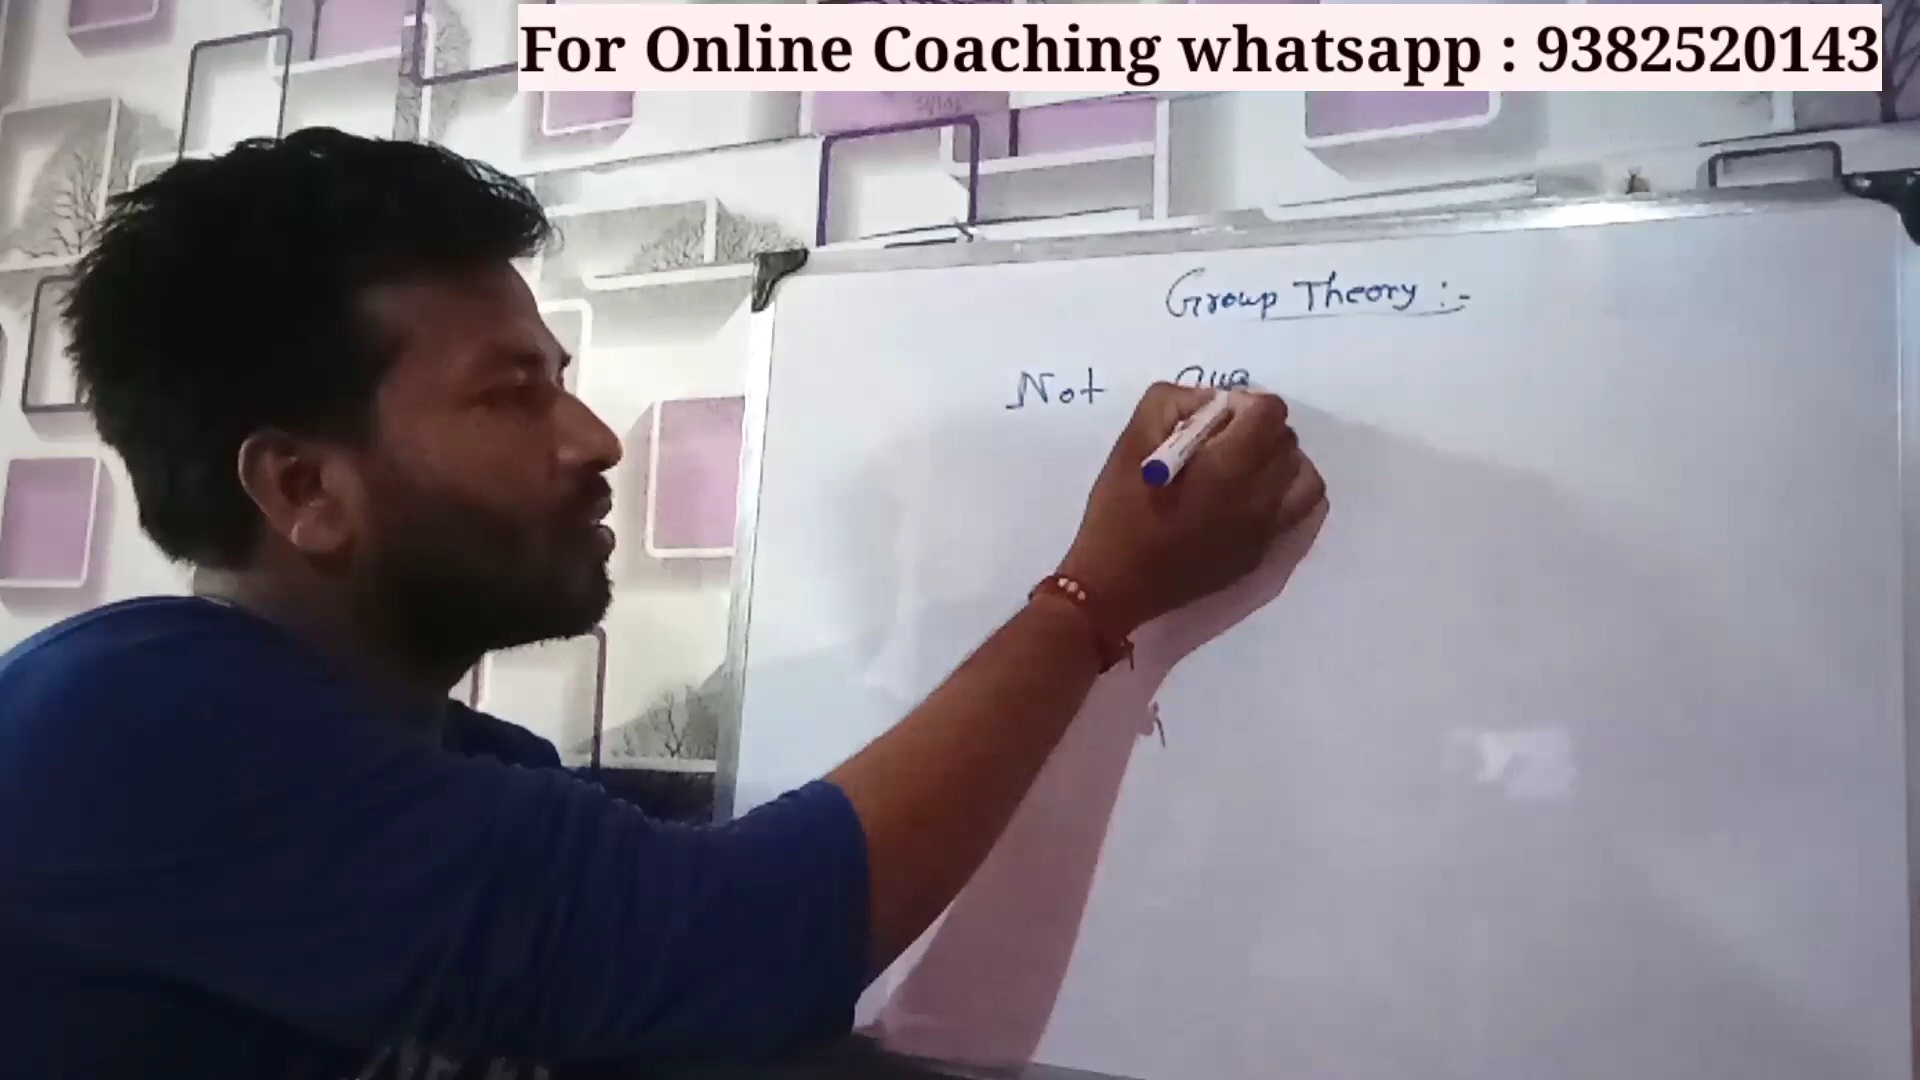 For Online Coaching whatsapp : 9382520143
Group Theory :-
Not